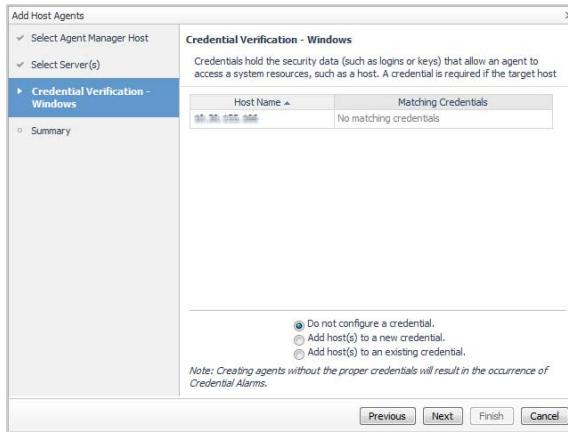 Add Host Agents
Select Agent Manager Host
Select Server(s)
Credential Verification -
Windows
Summary
Credential Verification - Windows
Credentials hold the security data (such as logins or keys) that allow an agent to
access a system resources, such as a host. A credential is required if the target host
Host Name Matching Credentials
No matching credentials
Do not configure a credential.
Add host(s) to a new credential.
Add host(s) to an existing credential.
Note: Creating agents without the proper credentials will result in the occurrence of
Credential Alarms.
Previous Next Finish Cancel